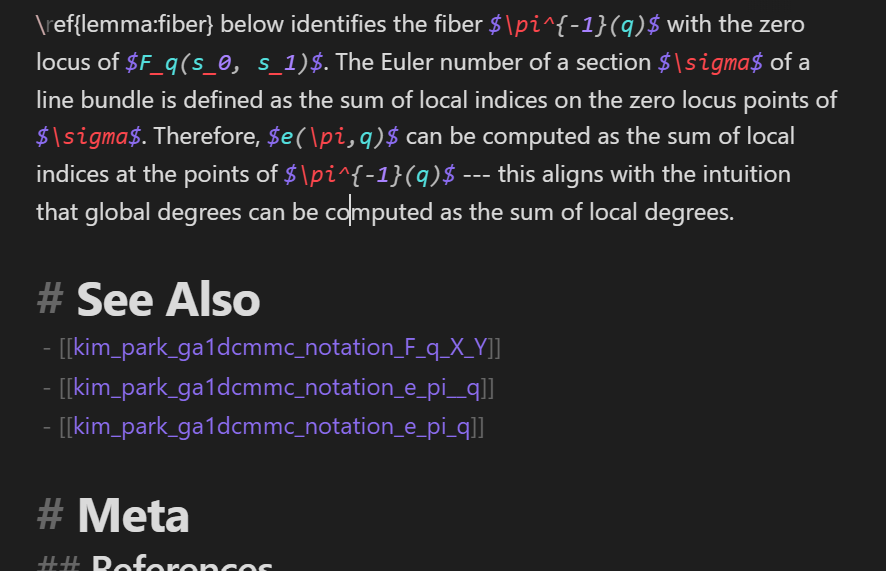 \ref{lemma:fiber} below identifies the fiber $\pi^{-1}(q)$ with the zero
locus of $F_q(s_0, s_1)$. The Euler number of a section $\sigma$ of a
line bundle is defined as the sum of local indices on the zero locus points of
$\sigma$. Therefore, $e(\pi,q)$ can be computed as the sum of local
indices at the points of $\pi^{-1}(q)$ --- this aligns with the intuition
that global degrees can be computed as the sum of local degrees.
# See Also
- [[kim_park_ga1dcmmc_notation_F_q_X_Y]]
- [[kim_park_ga1dcmmc_notation_e_pi__q]]
- [[kim_park_ga1dcmmc_notation_e_pi_q]]
# Meta
## References